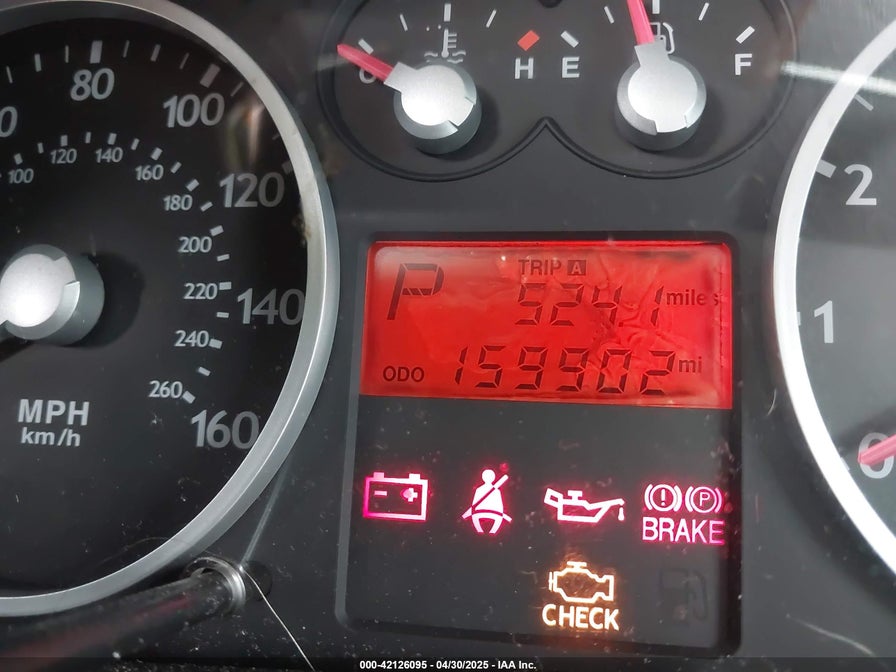 80
100
120
140
160
100
120
140
160
180
200
220
240
260
MPH
km/h
H
E
F
TRIP A
P
524.1 miles
ODO 159902 mi
2
1
0
P
BRAKE
CHECK
000-42126095 - 04/30/2025 - IAA Inc.